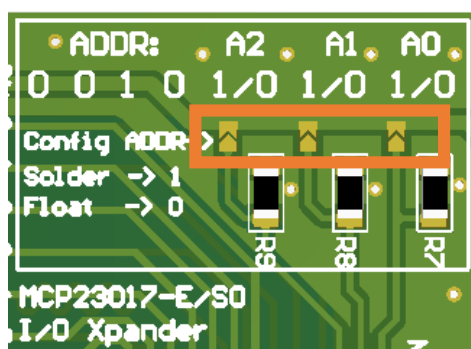 ADDR: A2 A1 A0
0 0 1 0 1/0 1/0 1/0
Config ADDR->
Solder -> 1
Float -> 0
R9 R8 R7
MCP23017-E/SO
I/O Xpander